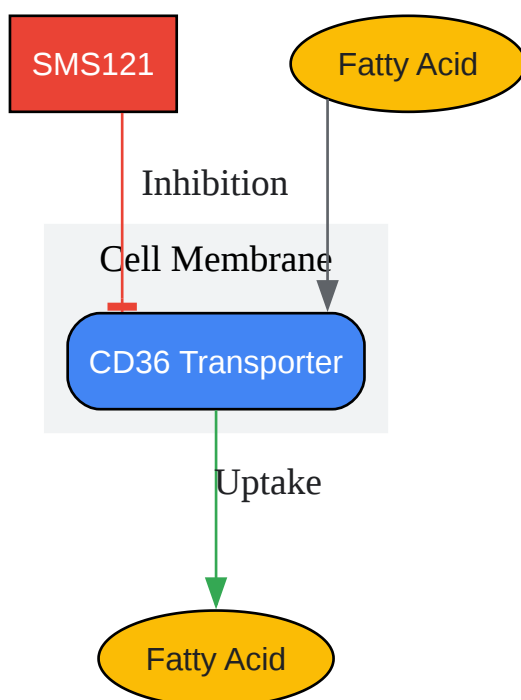 SMS121
Fatty Acid
Inhibition
Cell Membrane
CD36 Transporter
Uptake
Fatty Acid